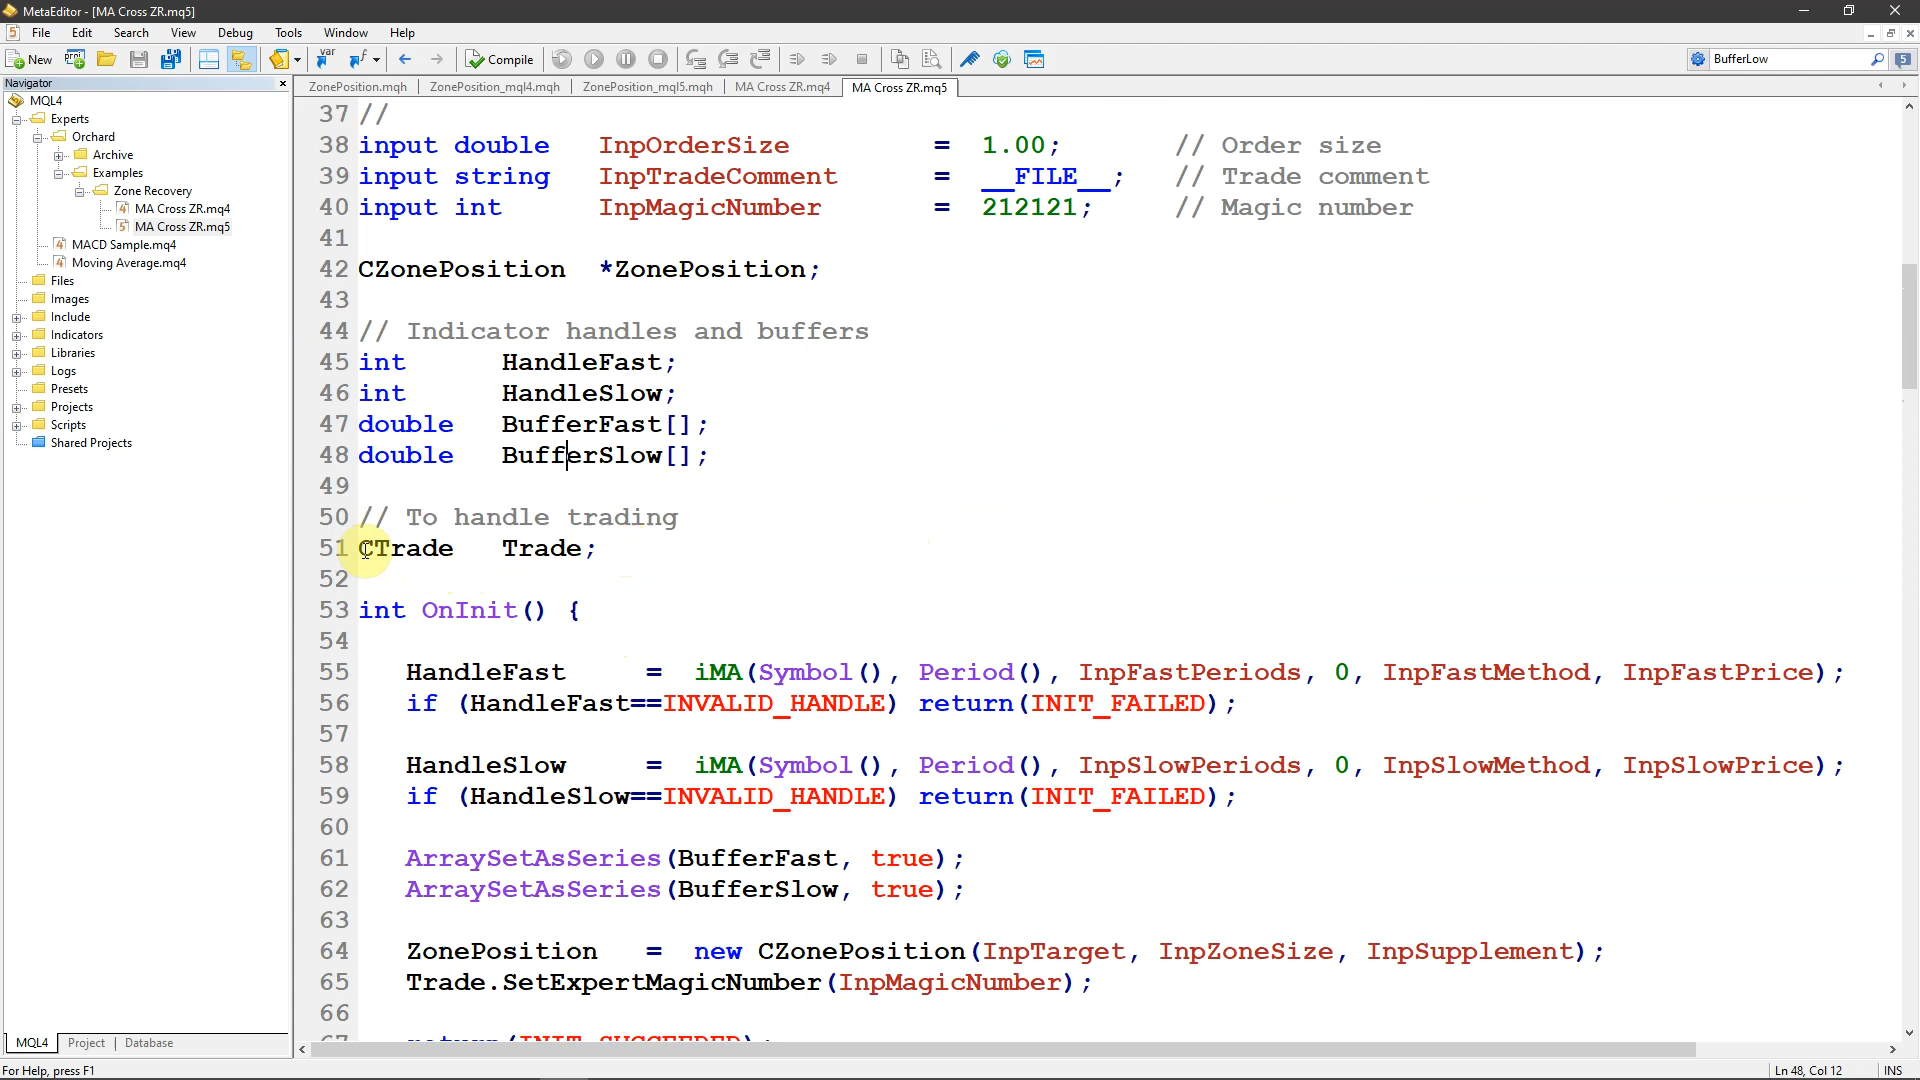 MetaEditor - [MA Cross ZR.mq5]
File Edit Search View Debug Tools Window Help
New Compile BufferLow 5
Navigator
ZonePosition.mqh ZonePosition_mql4.mqh ZonePosition_mql5.mqh MA Cross ZR.mq4 MA Cross ZR.mq5
MQL4
Experts
Orchard
Archive
Examples
Zone Recovery
MA Cross ZR.mq4
MA Cross ZR.mq5
MACD Sample.mq4
Moving Average.mq4
Files
Images
Include
Indicators
Libraries
Logs
Presets
Projects
Scripts
Shared Projects
37 //
38 input double InpOrderSize = 1.00; // Order size
39 input string InpTradeComment = __FILE__; // Trade comment
40 input int InpMagicNumber = 212121; // Magic number
41
42 CZonePosition *ZonePosition;
43
44 // Indicator handles and buffers
45 int HandleFast;
46 int HandleSlow;
47 double BufferFast[];
48 double BufferSlow[];
49
50 // To handle trading
51 CTrade Trade;
52
53 int OnInit() {
54
55 HandleFast = iMA(Symbol(), Period(), InpFastPeriods, 0, InpFastMethod, InpFastPrice);
56 if (HandleFast==INVALID_HANDLE) return(INIT_FAILED);
57
58 HandleSlow = iMA(Symbol(), Period(), InpSlowPeriods, 0, InpSlowMethod, InpSlowPrice);
59 if (HandleSlow==INVALID_HANDLE) return(INIT_FAILED);
60
61 ArraySetAsSeries(BufferFast, true);
62 ArraySetAsSeries(BufferSlow, true);
63
64 ZonePosition = new CZonePosition(InpTarget, InpZoneSize, InpSupplement);
65 Trade.SetExpertMagicNumber(InpMagicNumber);
66
67 return(INIT_SUCCEEDED);
MQL4 Project Database
For Help, press F1 Ln 48, Col 12 INS